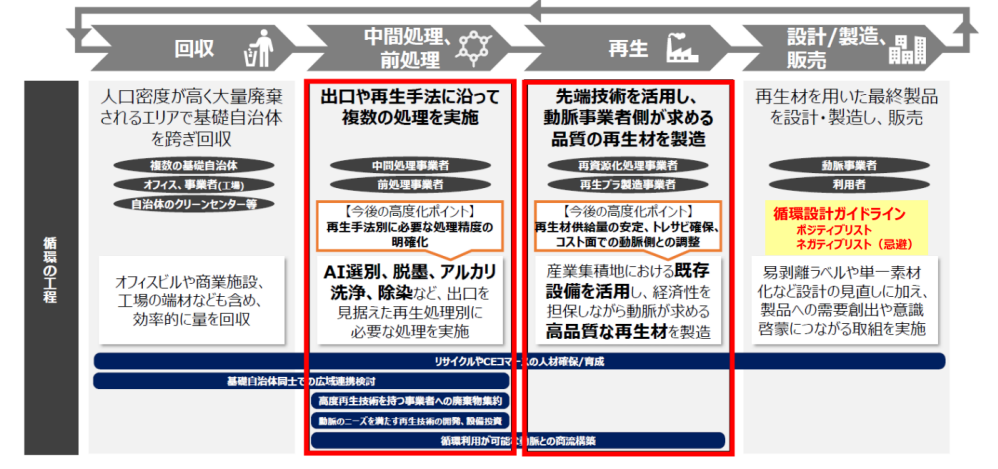 回収
中間処理、
前処理
再生
設計/製造、
販売
循環の工程
人口密度が高く大量廃棄
されるエリアで基礎自治体
を跨ぎ回収
複数の基礎自治体
オフィス、事業者(工場)
自治体のクリーンセンター等
オフィスビルや商業施設、
工場の端材なども含め、
効率的に量を回収
出口や再生手法に沿って
複数の処理を実施
中間処理事業者
前処理事業者
【今後の高度化ポイント】
再生手法別に必要な処理精度の
明確化
AI選別、脱墨、アルカリ
洗浄、除染など、出口を
見据えた再生処理別に
必要な処理を実施
先端技術を活用し、
動脈事業者側が求める
品質の再生材を製造
再資源化処理事業者
再生プラ製造事業者
【今後の高度化ポイント】
再生材供給量の安定、トレサビ確保、
コスト面での動脈側との調整
産業集積地における既存
設備を活用し、経済性を
担保しながら動脈が求める
高品質な再生材を製造
再生材を用いた最終製品
を設計・製造し、販売
動脈事業者
利用者
循環設計ガイドライン
ポジティブリスト
ネガティブリスト（忌避）
易剥離ラベルや単一素材
化など設計の見直しに加え、
製品への需要創出や意識
啓蒙につながる取組を実施
リサイクルやCEコマースの人材確保/育成
基礎自治体同士での広域連携検討
高度再生技術を持つ事業者への廃棄物集約
動脈のニーズを満たす再生技術の開発、設備投資
循環利用が可能な動脈との商流構築